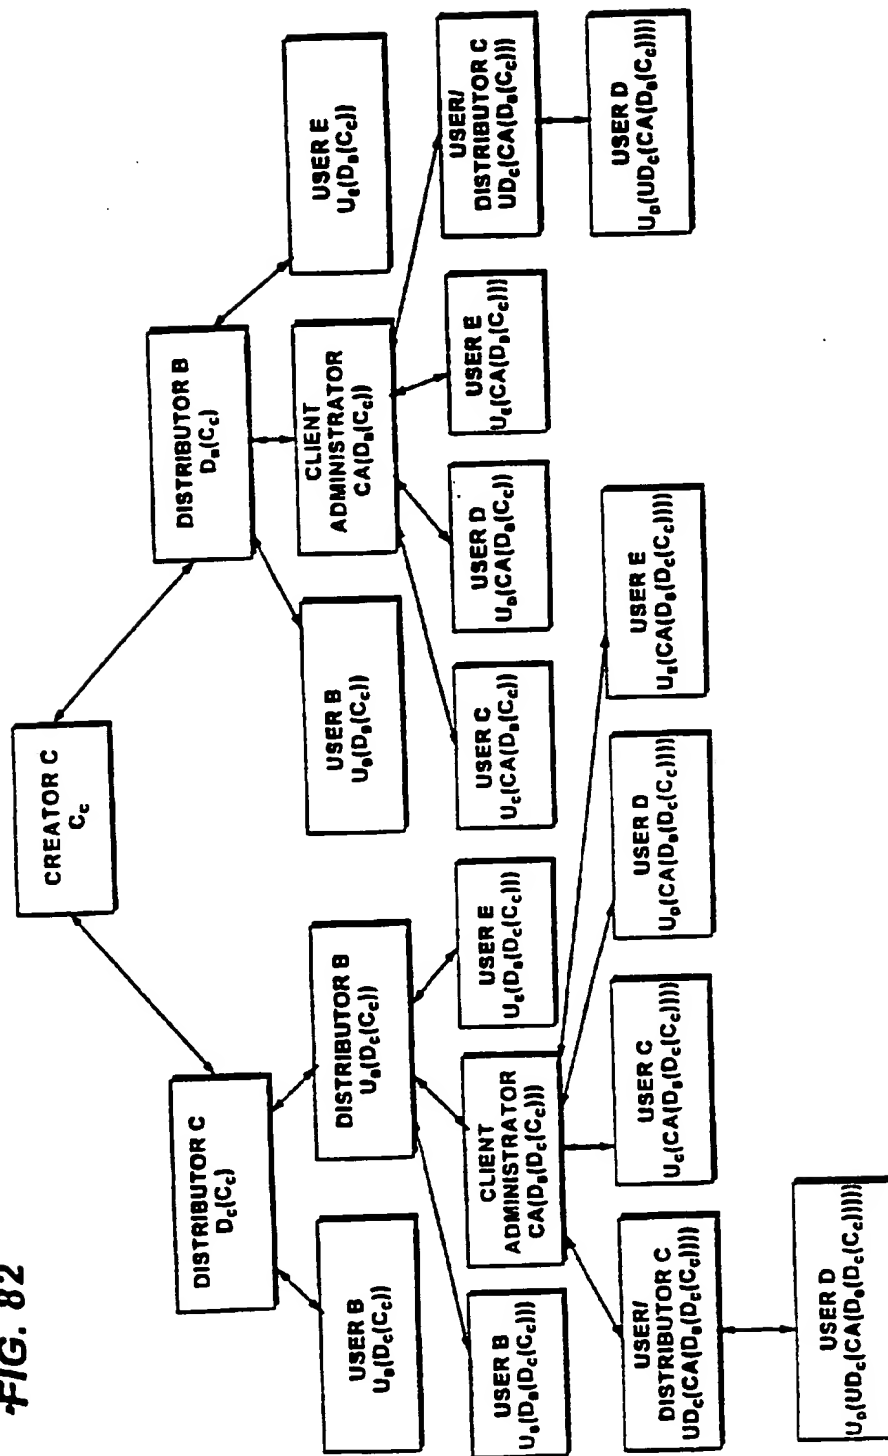 FIG. 82
CREATOR C
C_C
DISTRIBUTOR C
D_C(C_C)
DISTRIBUTOR B
D_B(C_C)
USER B
U_B(D_C(C_C))
DISTRIBUTOR B
U_B(D_C(C_C))
USER B
U_B(D_B(C_C))
CLIENT
ADMINISTRATOR
CA(D_B(C_C))
USER E
U_E(D_B(C_C))
USER B
U_B(D_B(D_C(C_C)))
CLIENT
ADMINISTRATOR
CA(D_B(D_C(C_C)))
USER E
U_E(D_B(D_C(C_C)))
USER C
U_C(CA(D_B(C_C))
USER D
U_D(CA(D_B(C_C))
USER E
U_E(CA(D_B(C_C)))
USER/
DISTRIBUTOR C
UD_C(CA(D_B(C_C)))
USER/
DISTRIBUTOR C
UD_C(CA(D_B(D_C(C_C))))
USER C
U_C(CA(D_B(D_C(C_C))))
USER D
U_D(CA(D_B(D_C(C_C))))
USER E
U_E(CA(D_B(D_C(C_C))))
USER D
U_D(UD_C(CA(D_B(C_C))))
USER D
U_D(UD_C(CA(D_B(D_C(C_C)))))